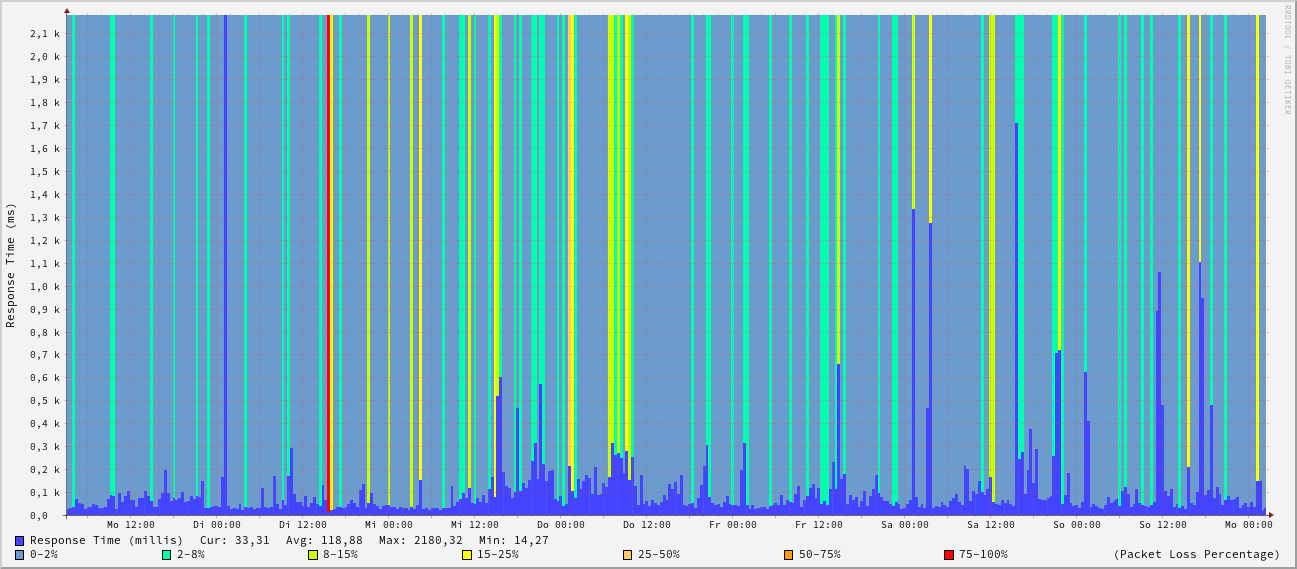 RRDTOOL / TOBI OETIKER
Response Time (ms)
2,1 k
2,0 k
1,9 k
1,8 k
1,7 k
1,6 k
1,5 k
1,4 k
1,3 k
1,2 k
1,1 k
1,0 k
0,9 k
0,8 k
0,7 k
0,6 k
0,5 k
0,4 k
0,3 k
0,2 k
0,1 k
0,0
Mo 12:00 Di 00:00 Di 12:00 Mi 00:00 Mi 12:00 Do 00:00 Do 12:00 Fr 00:00 Fr 12:00 Sa 00:00 Sa 12:00 So 00:00 So 12:00 Mo 00:00
Response Time (millis) Cur: 33,31 Avg: 118,88 Max: 2180,32 Min: 14,27
0-2% 2-8% 8-15% 15-25% 25-50% 50-75% 75-100% (Packet Loss Percentage)